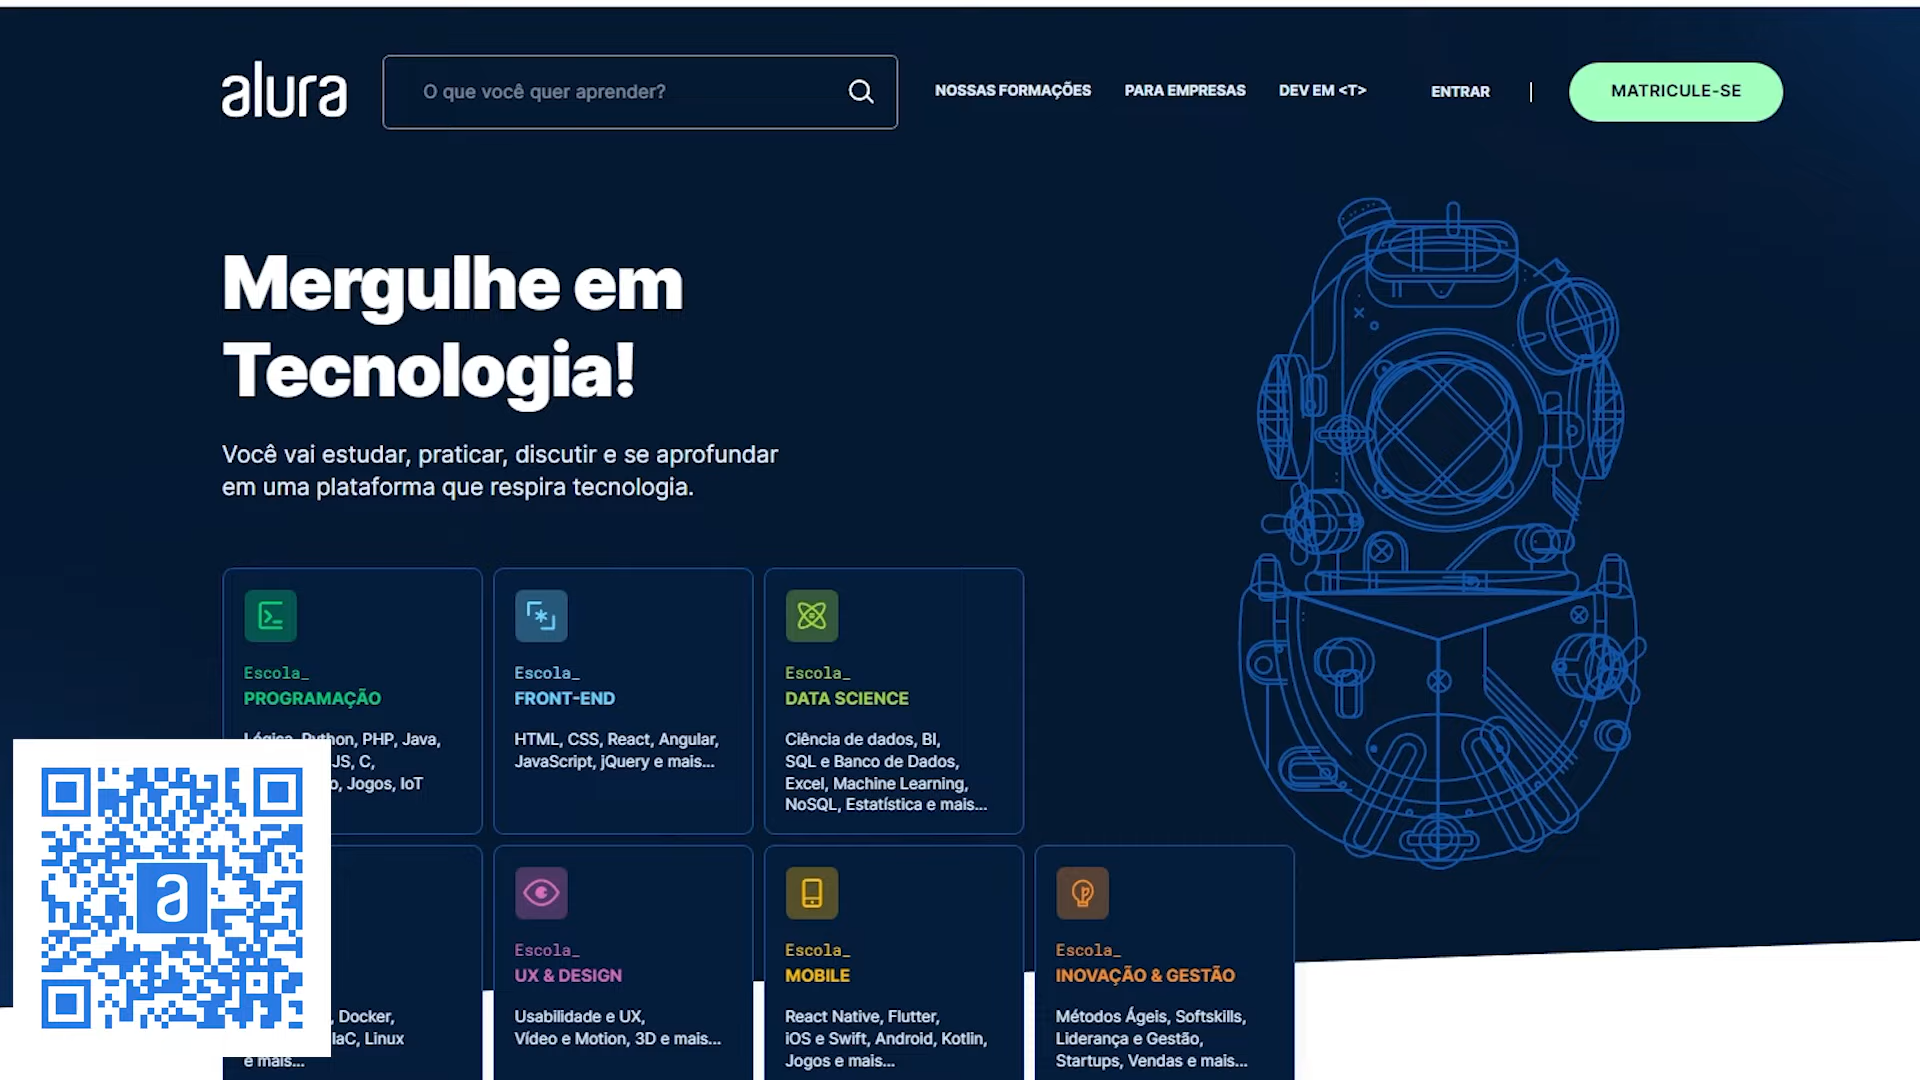 alura
O que você quer aprender?
NOSSAS FORMAÇÕES
PARA EMPRESAS
DEV EM <T>
ENTRAR
MATRICULE-SE
Mergulhe em
Tecnologia!
Você vai estudar, praticar, discutir e se aprofundar
em uma plataforma que respira tecnologia.
Escola_
PROGRAMAÇÃO
Lógica, Python, PHP, Java,
JS, C,
Jogos, IoT
Escola_
FRONT-END
HTML, CSS, React, Angular,
JavaScript, jQuery e mais...
Escola_
DATA SCIENCE
Ciência de dados, BI,
SQL e Banco de Dados,
Excel, Machine Learning,
NoSQL, Estatística e mais...
a
, Docker,
IaC, Linux
e mais...
Escola_
UX & DESIGN
Usabilidade e UX,
Vídeo e Motion, 3D e mais...
Escola_
MOBILE
React Native, Flutter,
iOS e Swift, Android, Kotlin,
Jogos e mais...
Escola_
INOVAÇÃO & GESTÃO
Métodos Ágeis, Softskills,
Liderança e Gestão,
Startups, Vendas e mais...